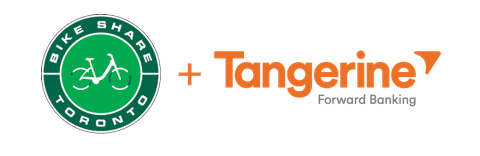 BIKE SHARE
TORONTO
+
Tangerine
Forward Banking